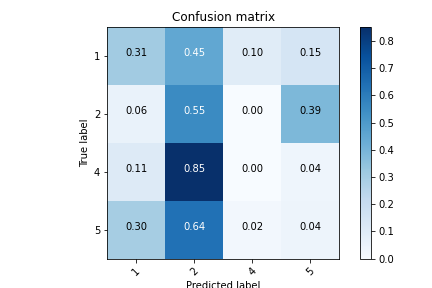 Confusion matrix
1 0.31 0.45 0.10 0.15
2 0.06 0.55 0.00 0.39
4 0.11 0.85 0.00 0.04
5 0.30 0.64 0.02 0.04
1 2 4 5
True label
Predicted label
0.8
0.7
0.6
0.5
0.4
0.3
0.2
0.1
0.0